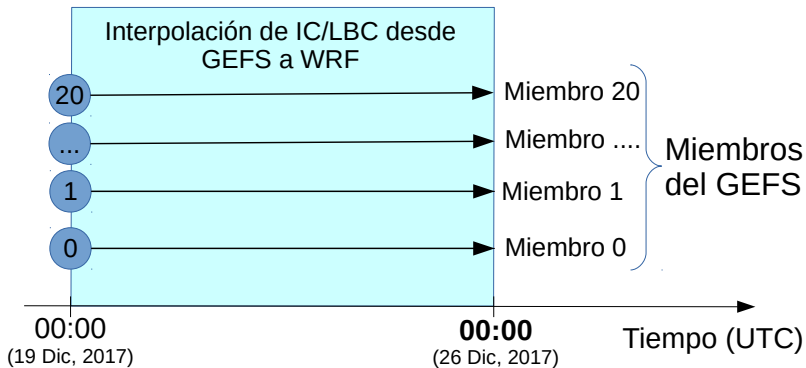 Interpolación de IC/LBC desde
GEFS a WRF
20
Miembro 20
...
Miembro ....
1
Miembro 1
0
Miembro 0
Miembros
del GEFS
00:00
(19 Dic, 2017)
00:00
(26 Dic, 2017)
Tiempo (UTC)